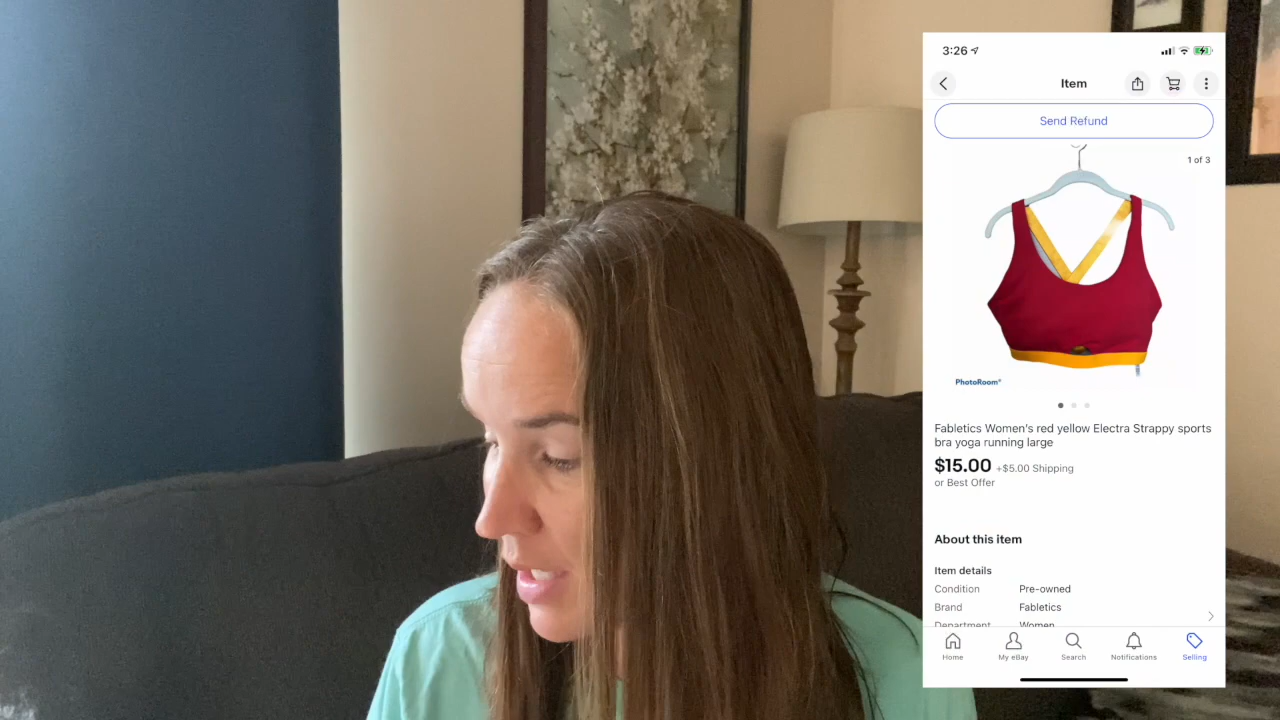 3:26
Item
Send Refund
1 of 3
PhotoRoom®
Fabletics Women's red yellow Electra Strappy sports
bra yoga running large
$15.00 +$5.00 Shipping
or Best Offer
About this item
Item details
Condition Pre-owned
Brand Fabletics
Department Women
Home My eBay Search Notifications Selling